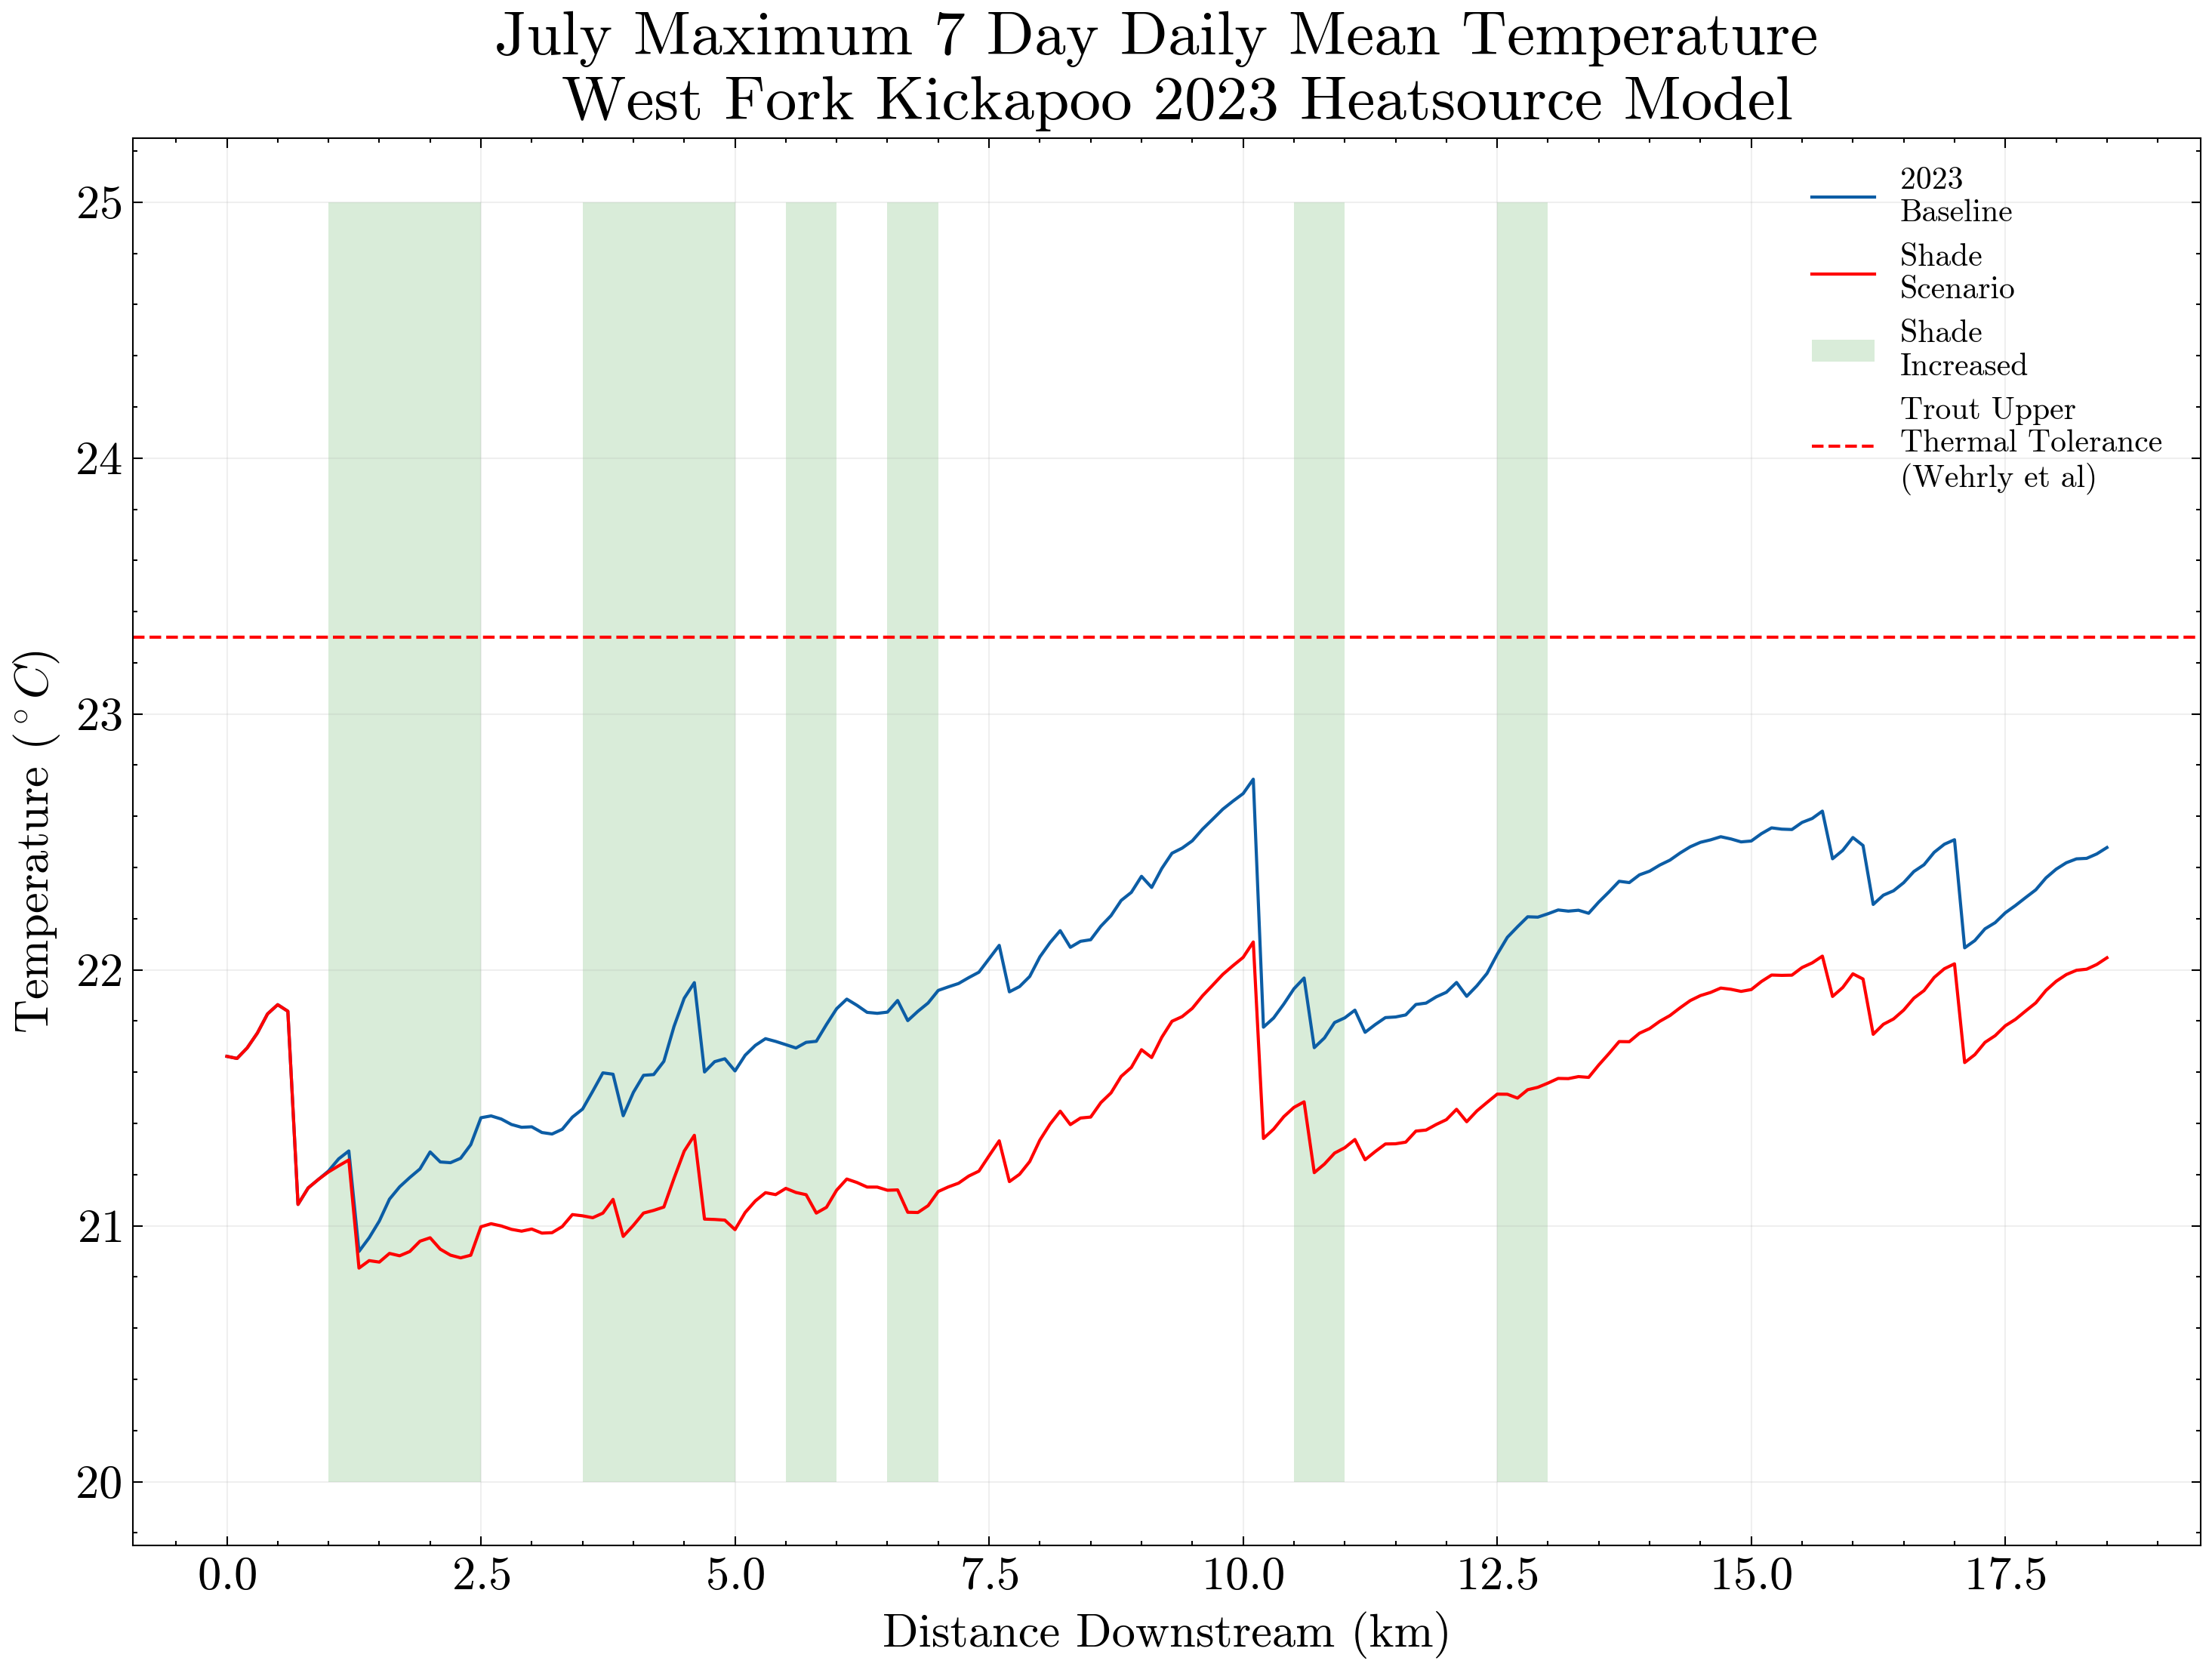 July Maximum 7 Day Daily Mean Temperature
West Fork Kickapoo 2023 Heatsource Model
2023
Baseline
Shade
Scenario
Shade
Increased
Trout Upper
Thermal Tolerance
(Wehrly et al)
Temperature (°C)
25
24
23
22
21
20
0.0 2.5 5.0 7.5 10.0 12.5 15.0 17.5
Distance Downstream (km)